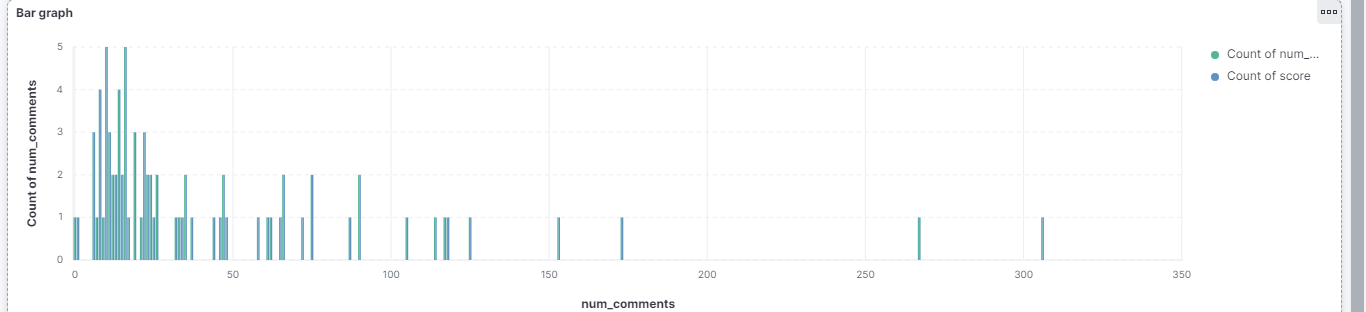 Bar graph
5
4
3
2
1
0
Count of num_comments
0 50 100 150 200 250 300 350
num_comments
Count of num_...
Count of score